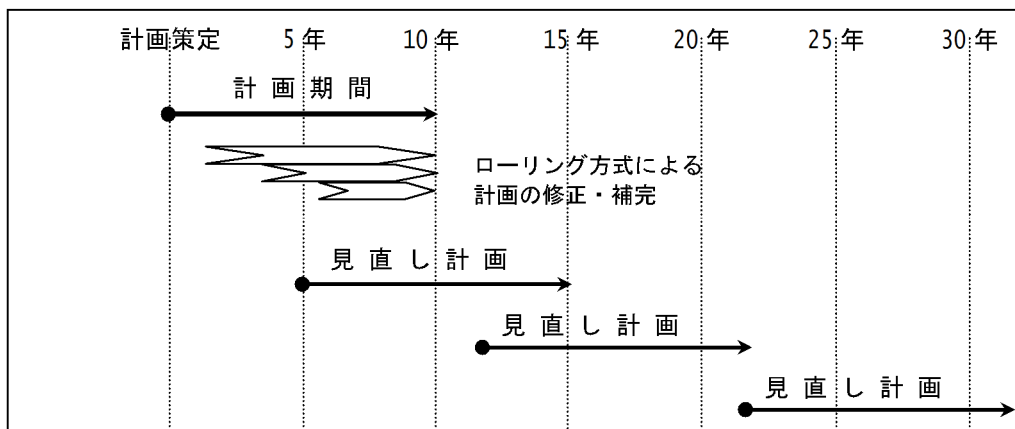 計画策定 5年 10年 15年 20年 25年 30年
計画期間
ローリング方式による
計画の修正・補完
見直し計画
見直し計画
見直し計画